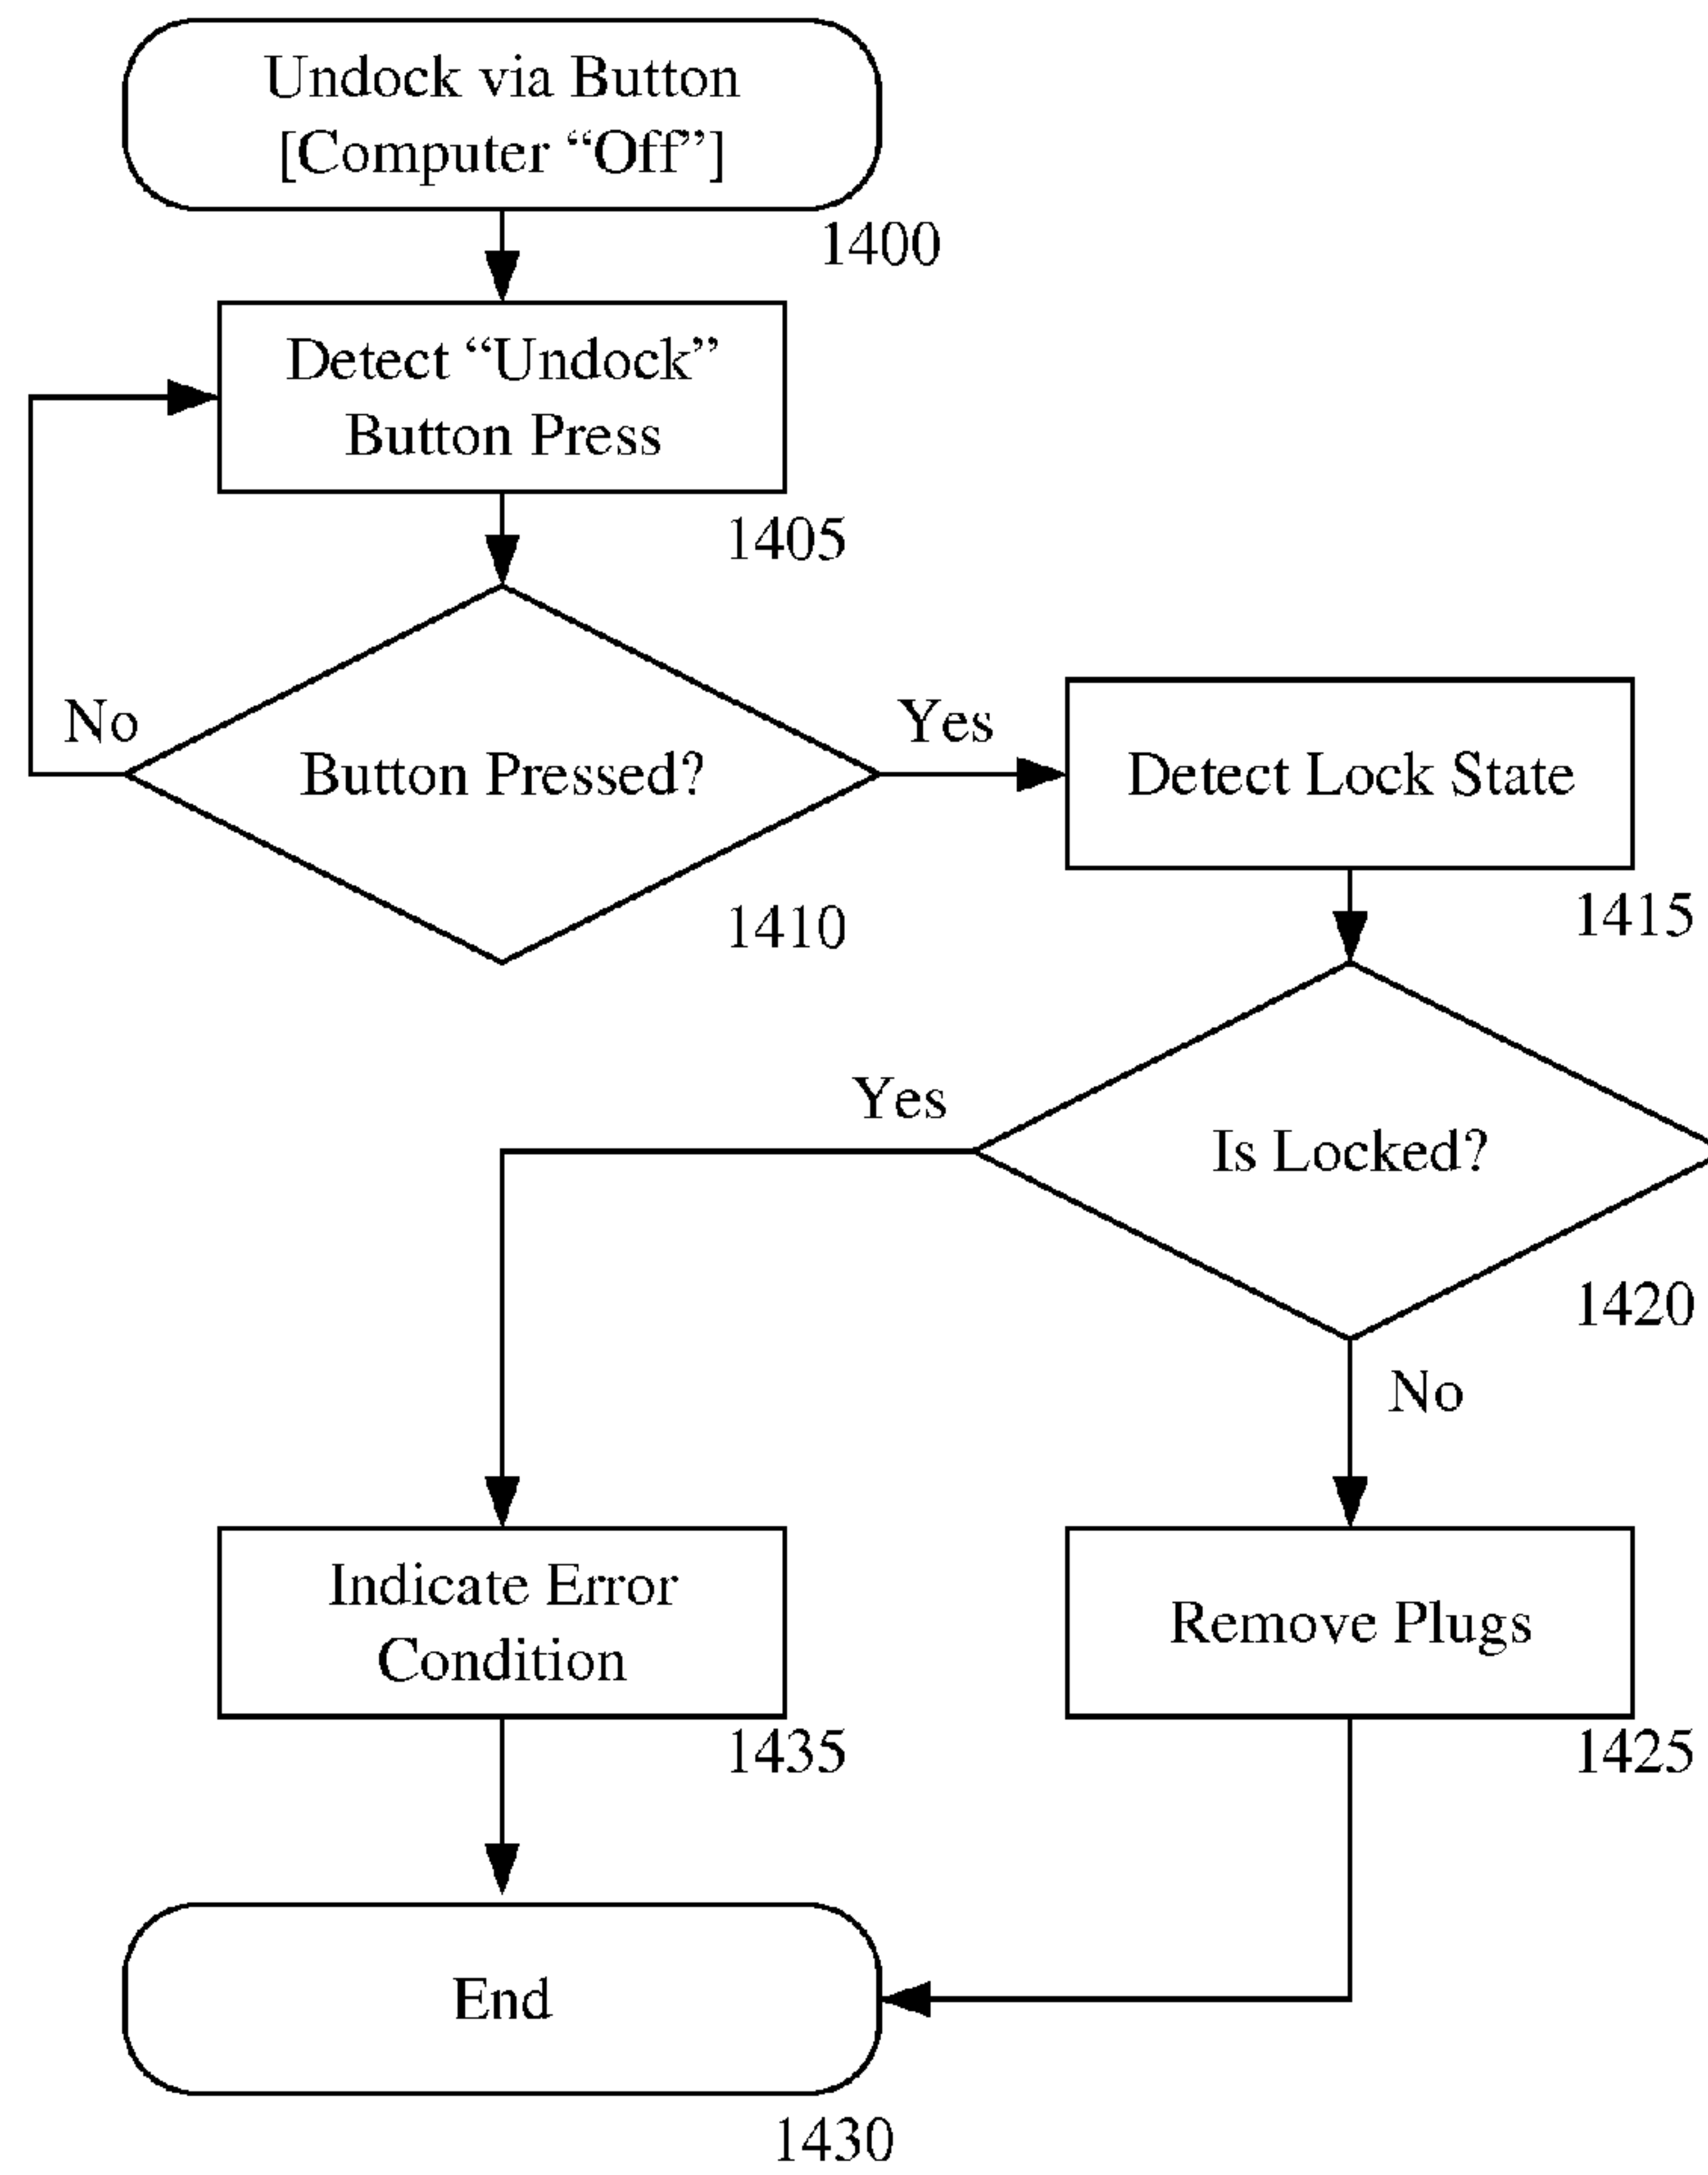 Undock via Button
[Computer “Off”]
1400
Detect “Undock”
Button Press
1405
No
Button Pressed?
Yes
1410
Detect Lock State
1415
Yes
Is Locked?
1420
No
Indicate Error
Condition
1435
Remove Plugs
1425
End
1430